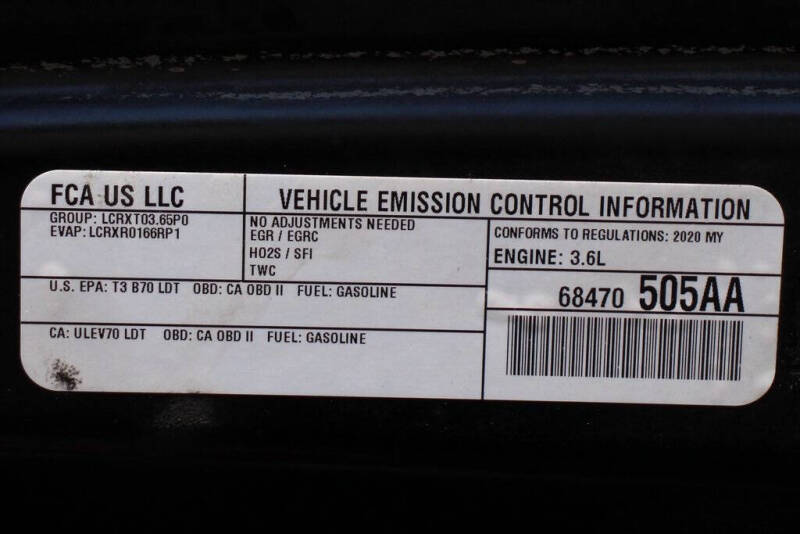 FCA US LLC
GROUP: LCRXT03.65P0
EVAP: LCRXR0166RP1
VEHICLE EMISSION CONTROL INFORMATION
NO ADJUSTMENTS NEEDED
EGR / EGRC
HO2S / SFI
TWC
CONFORMS TO REGULATIONS: 2020 MY
ENGINE: 3.6L
U.S. EPA: T3 B70 LDT OBD: CA OBD II FUEL: GASOLINE
68470 505AA
CA: ULEV70 LDT OBD: CA OBD II FUEL: GASOLINE